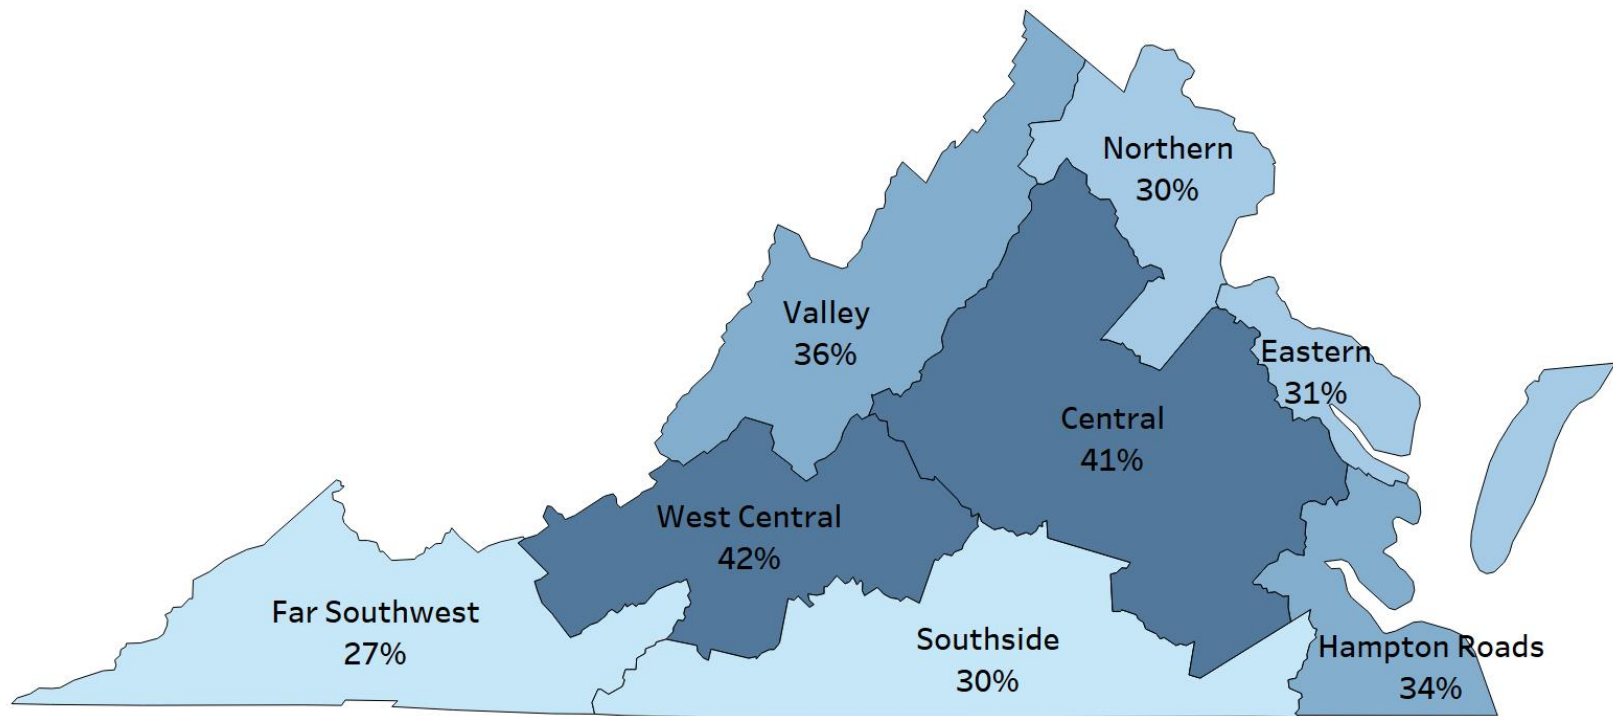 Northern
30%
Valley
36%
Eastern
31%
Central
41%
West Central
42%
Far Southwest
27%
Southside
30%
Hampton Roads
34%